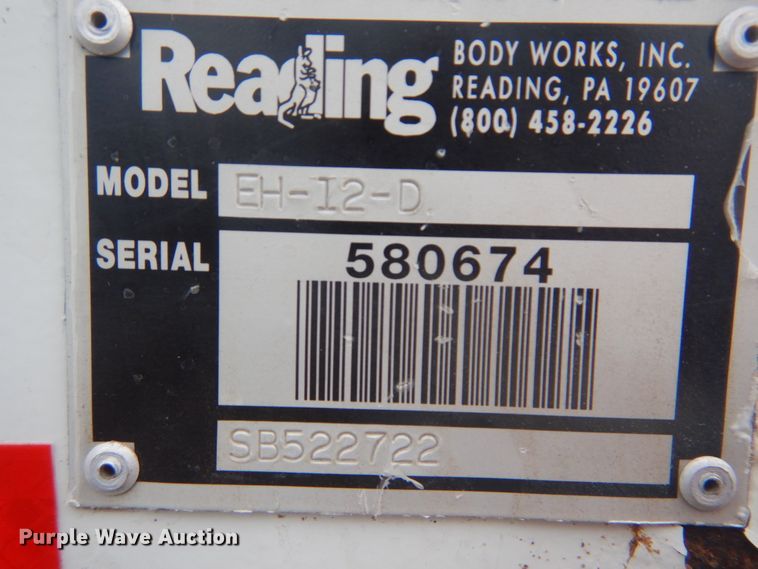 Reading
BODY WORKS, INC.
READING, PA 19607
(800) 458-2226
MODEL EH-I2-D
SERIAL 580674
SB522722
Purple Wave Auction